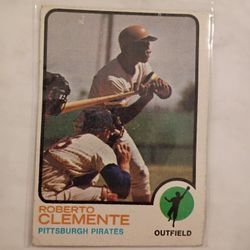 ROBERTO
CLEMENTE
PITTSBURGH PIRATES
OUTFIELD